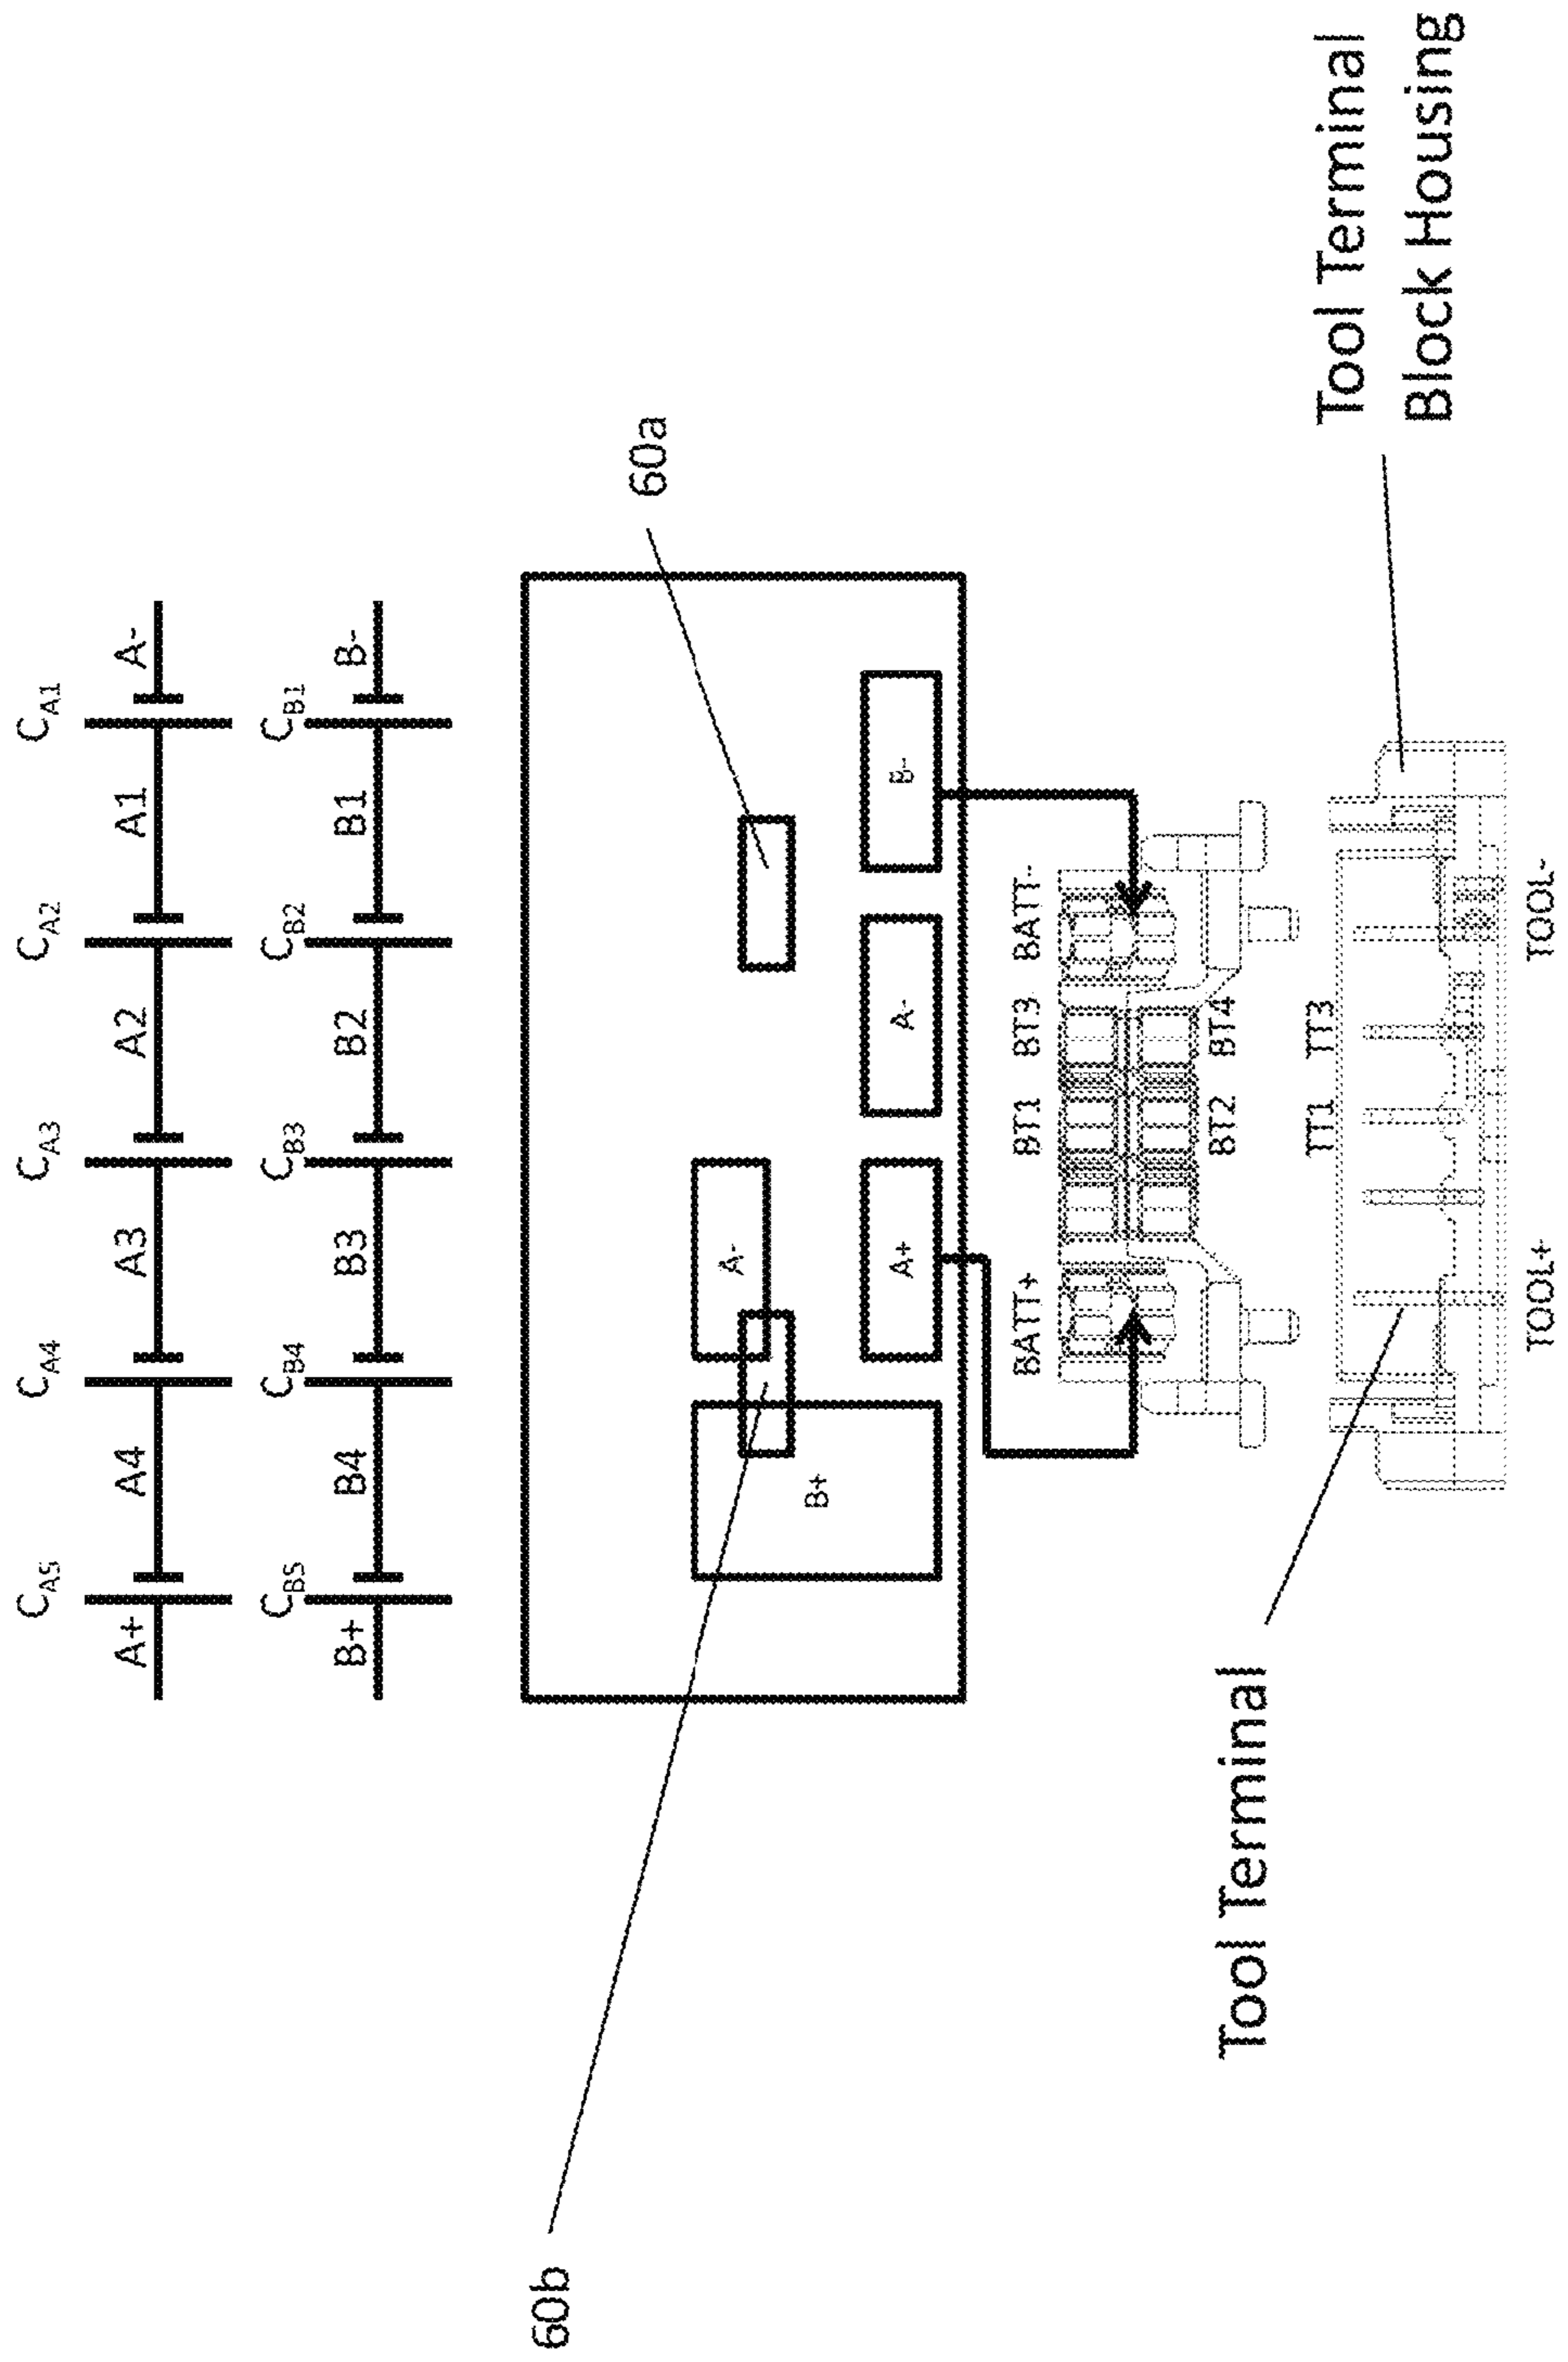 CA5 CA4 CA3 CA2 CA1
A+ A4 A3 A2 A1 A-
CB5 CB4 CB3 CB2 CB1
B+ B4 B3 B2 B1 B-
60b
60a
A-
B+
A+ A- B-
BATT+ BT1 BT3 BATT-
BT2 BT4
Tool Terminal
TT1 TT3
Tool Terminal
Block Housing
TOOL+ TOOL-